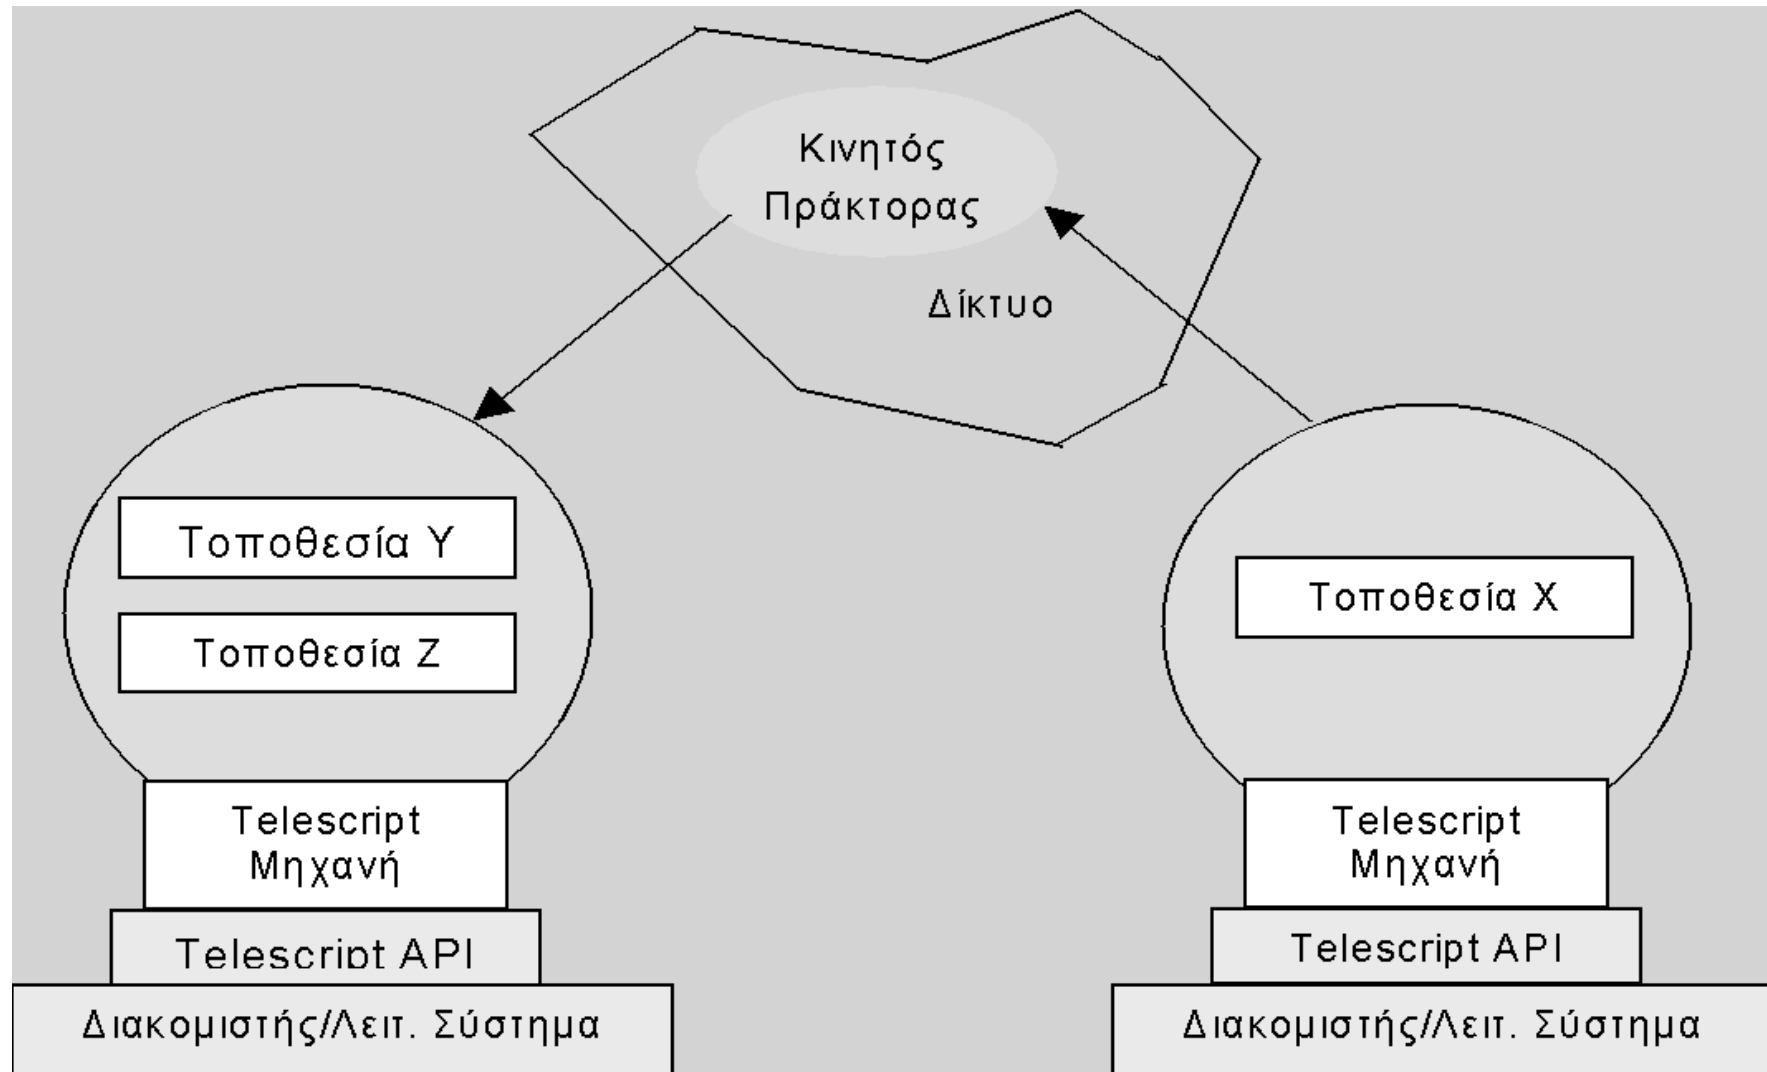 Κινητός
Πράκτορας
Δίκτυο
Τοποθεσία Υ
Τοποθεσία Ζ
Telescript
Μηχανή
Telescript API
Διακομιστής/Λειτ. Σύστημα
Τοποθεσία Χ
Telescript
Μηχανή
Telescript API
Διακομιστής/Λειτ. Σύστημα